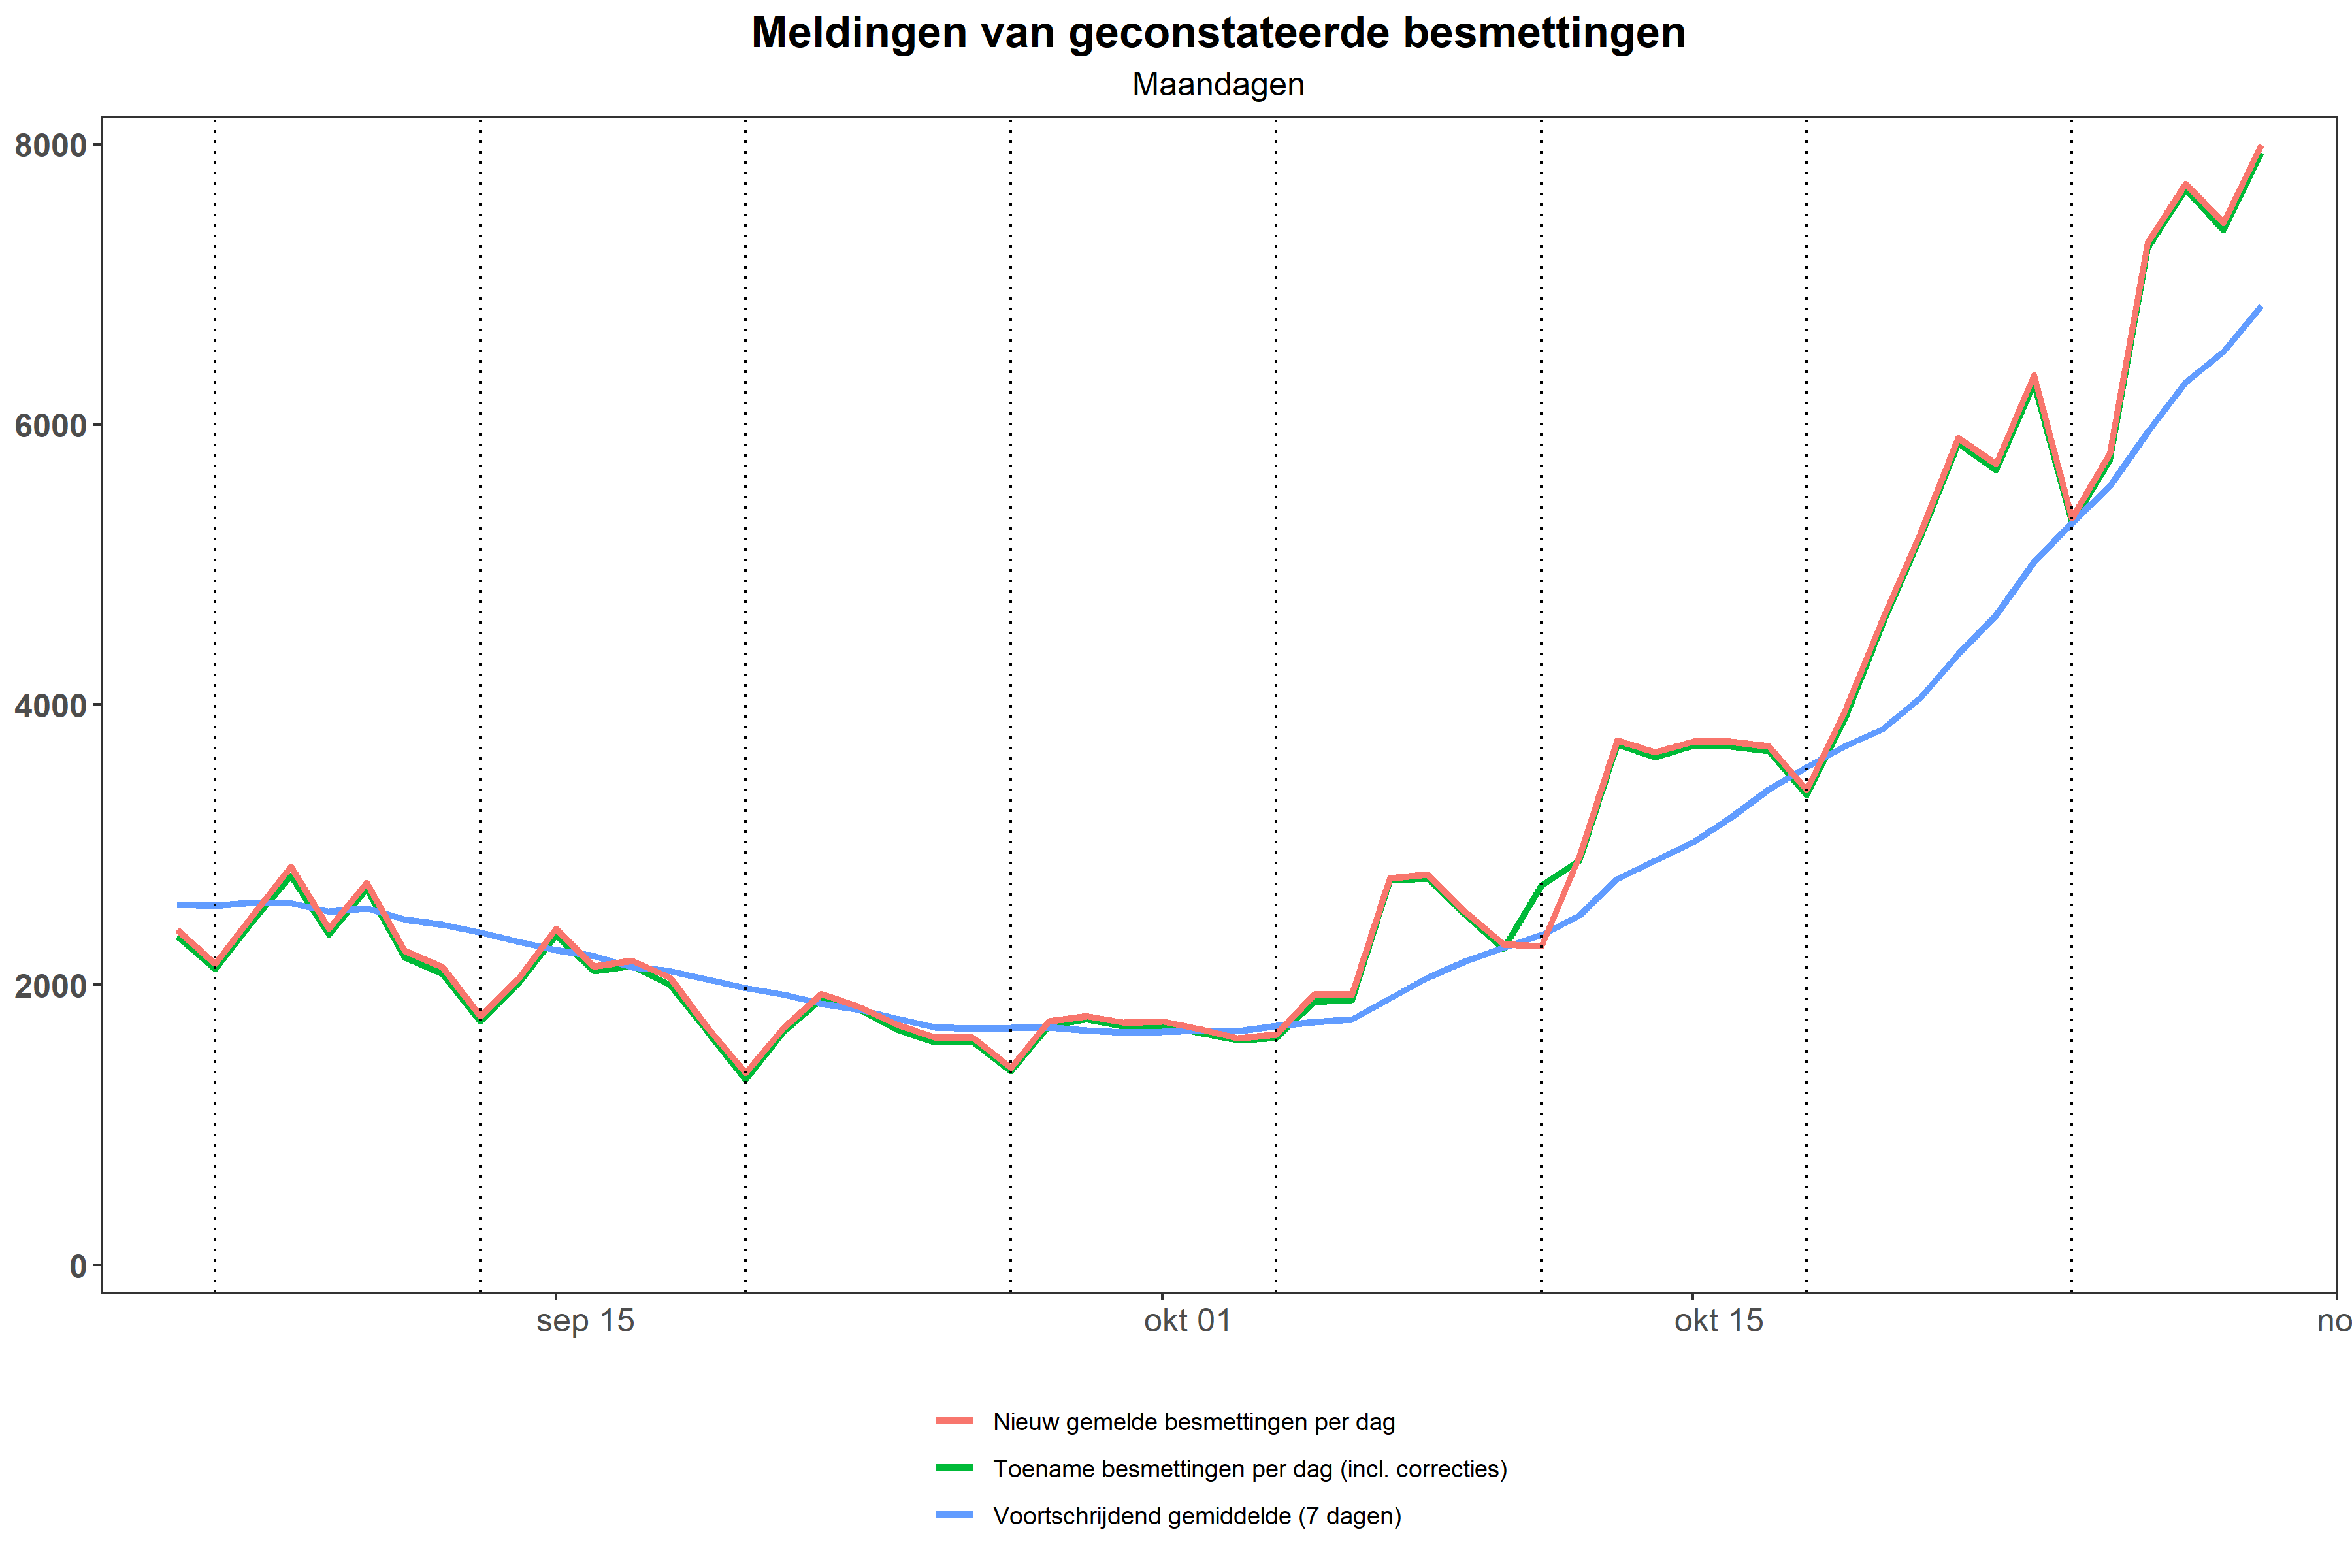 Meldingen van geconstateerde besmettingen
Maandagen
8000
6000
4000
2000
0
sep 15 okt 01 okt 15 no
Nieuw gemelde besmettingen per dag
Toename besmettingen per dag (incl. correcties)
Voortschrijdend gemiddelde (7 dagen)